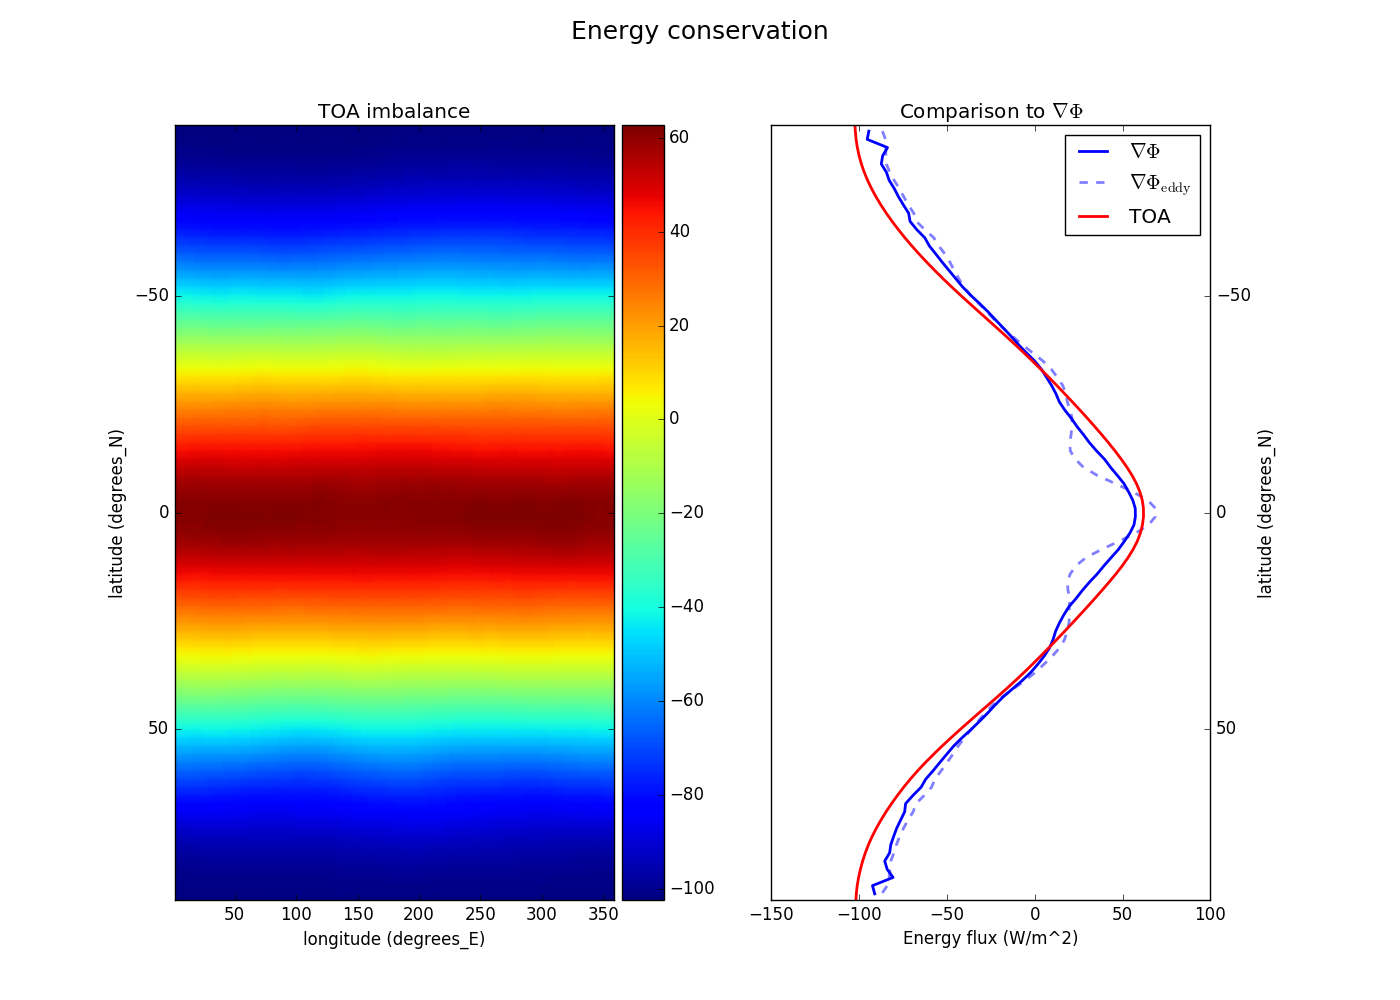 Energy conservation
TOA imbalance
−50
0
50
latitude (degrees_N)
50 100 150 200 250 300 350
longitude (degrees_E)
60
40
20
0
−20
−40
−60
−80
−100
Comparison to ∇Φ
∇Φ
∇Φ_eddy
TOA
−50
0
50
latitude (degrees_N)
−150 −100 −50 0 50 100
Energy flux (W/m^2)